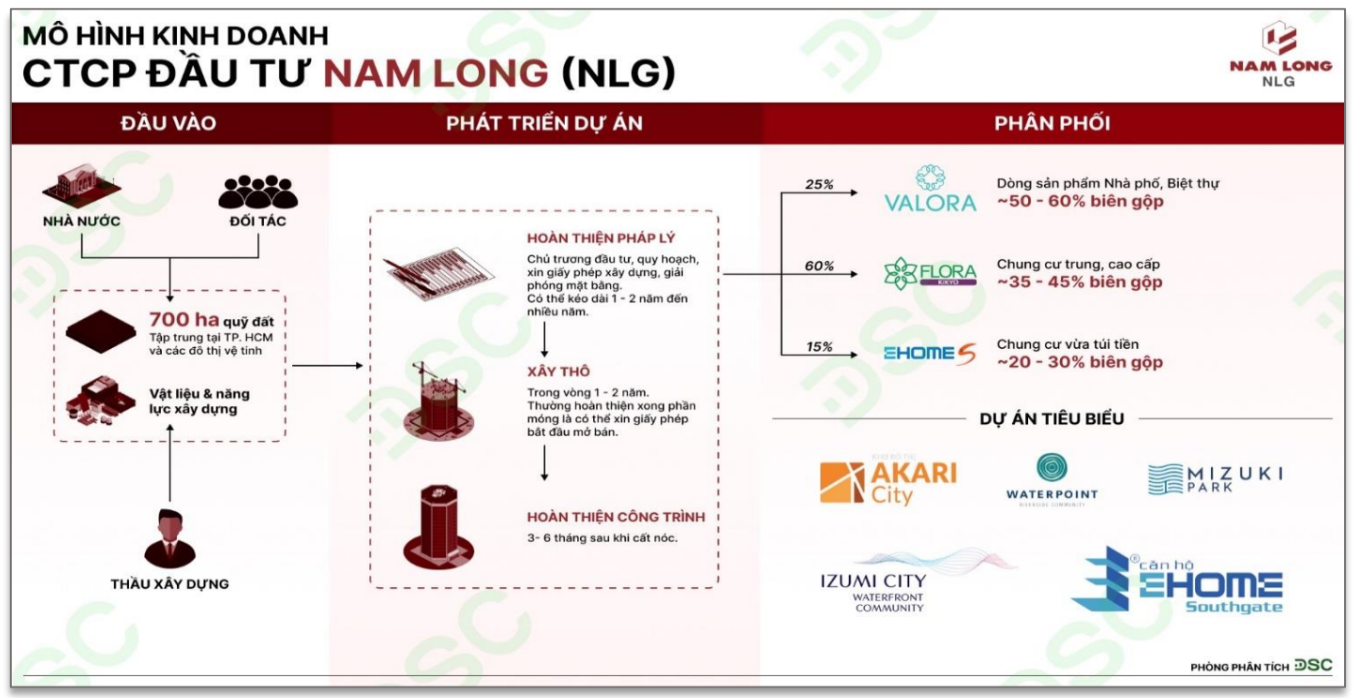 MÔ HÌNH KINH DOANH
CTCP ĐẦU TƯ NAM LONG (NLG)
NAM LONG
NLG
ĐẦU VÀO
PHÁT TRIỂN DỰ ÁN
PHÂN PHỐI
NHÀ NƯỚC
ĐỐI TÁC
700 ha quỹ đất
Tập trung tại TP. HCM
và các đô thị vệ tinh
Vật liệu & năng
lực xây dựng
THẦU XÂY DỰNG
HOÀN THIỆN PHÁP LÝ
Chủ trương đầu tư, quy hoạch,
xin giấy phép xây dựng, giải
phóng mặt bằng.
Có thể kéo dài 1 - 2 năm đến
nhiều năm.
XÂY THÔ
Trong vòng 1 - 2 năm.
Thường hoàn thiện xong phần
móng là có thể xin giấy phép
bắt đầu mở bán.
HOÀN THIỆN CÔNG TRÌNH
3- 6 tháng sau khi cất nóc.
25%
VALORA
Dòng sản phẩm Nhà phố, Biệt thự
~50 - 60% biên gộp
60%
FLORA
KIKYO
Chung cư trung, cao cấp
~35 - 45% biên gộp
15%
EHOME S
Chung cư vừa túi tiền
~20 - 30% biên gộp
DỰ ÁN TIÊU BIỂU
KHU ĐÔ THỊ
AKARI
City
WATERPOINT
RIVERSIDE COMMUNITY
MIZUKI
PARK
IZUMI CITY
WATERFRONT
COMMUNITY
căn hộ
EHOME
Southgate
PHÒNG PHÂN TÍCH DSC